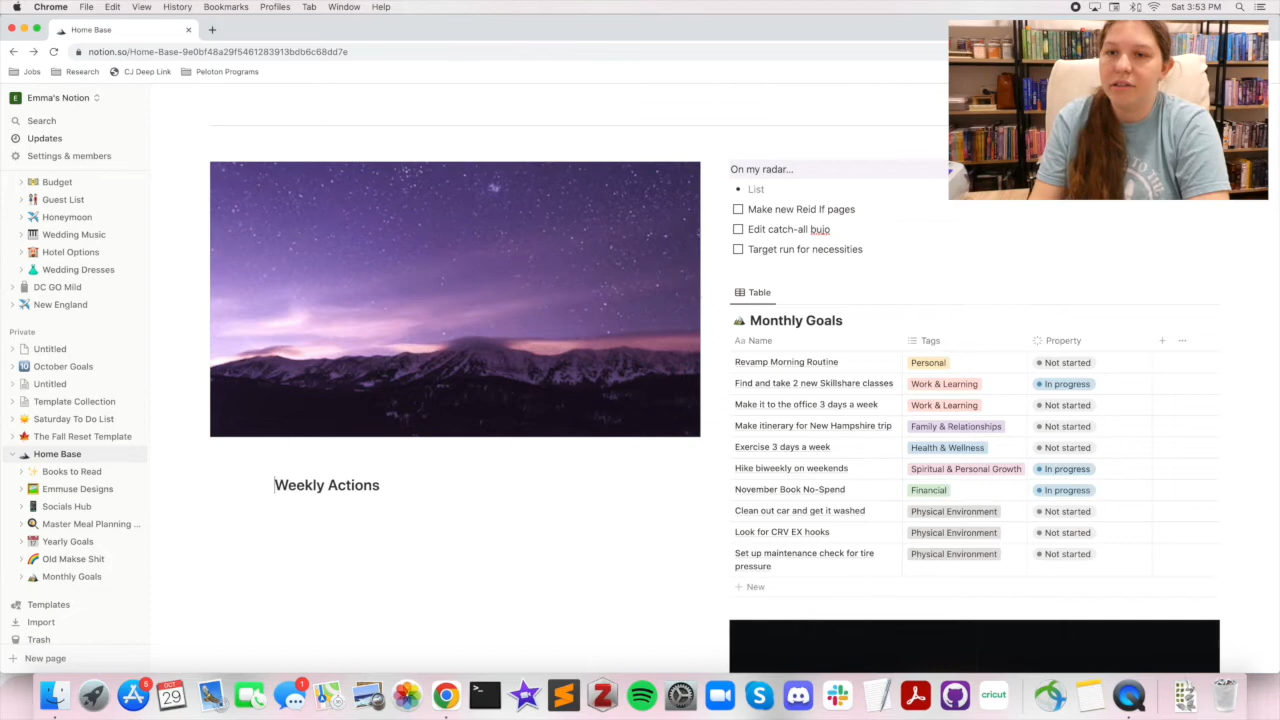 Chrome File Edit View History Bookmarks Profiles Tab Window Help Sat 3:53 PM
Home Base
notion.so/Home-Base-9e0bf48a29f5461283913bdb6c68dd7e
Jobs Research CJ Deep Link Peloton Programs
Emma's Notion
Search
Updates
Settings & members
Budget
Guest List
Honeymoon
Wedding Music
Hotel Options
Wedding Dresses
DC GO Mild
New England
Private
Untitled
October Goals
Untitled
Template Collection
Saturday To Do List
The Fall Reset Template
Home Base
Books to Read
Emmuse Designs
Socials Hub
Master Meal Planning ...
Yearly Goals
Old Makse Shit
Monthly Goals
Templates
Import
Trash
New page
Weekly Actions
On my radar...
List
Make new Reid If pages
Edit catch-all bujo
Target run for necessities
Table
Monthly Goals
Aa Name Tags Property
Revamp Morning Routine Personal Not started
Find and take 2 new Skillshare classes Work & Learning In progress
Make it to the office 3 days a week Work & Learning Not started
Make itinerary for New Hampshire trip Family & Relationships Not started
Exercise 3 days a week Health & Wellness Not started
Hike biweekly on weekends Spiritual & Personal Growth In progress
November Book No-Spend Financial In progress
Clean out car and get it washed Physical Environment Not started
Look for CRV EX hooks Physical Environment Not started
Set up maintenance check for tire Physical Environment Not started
pressure
New
5
OCT
29
1
cricut